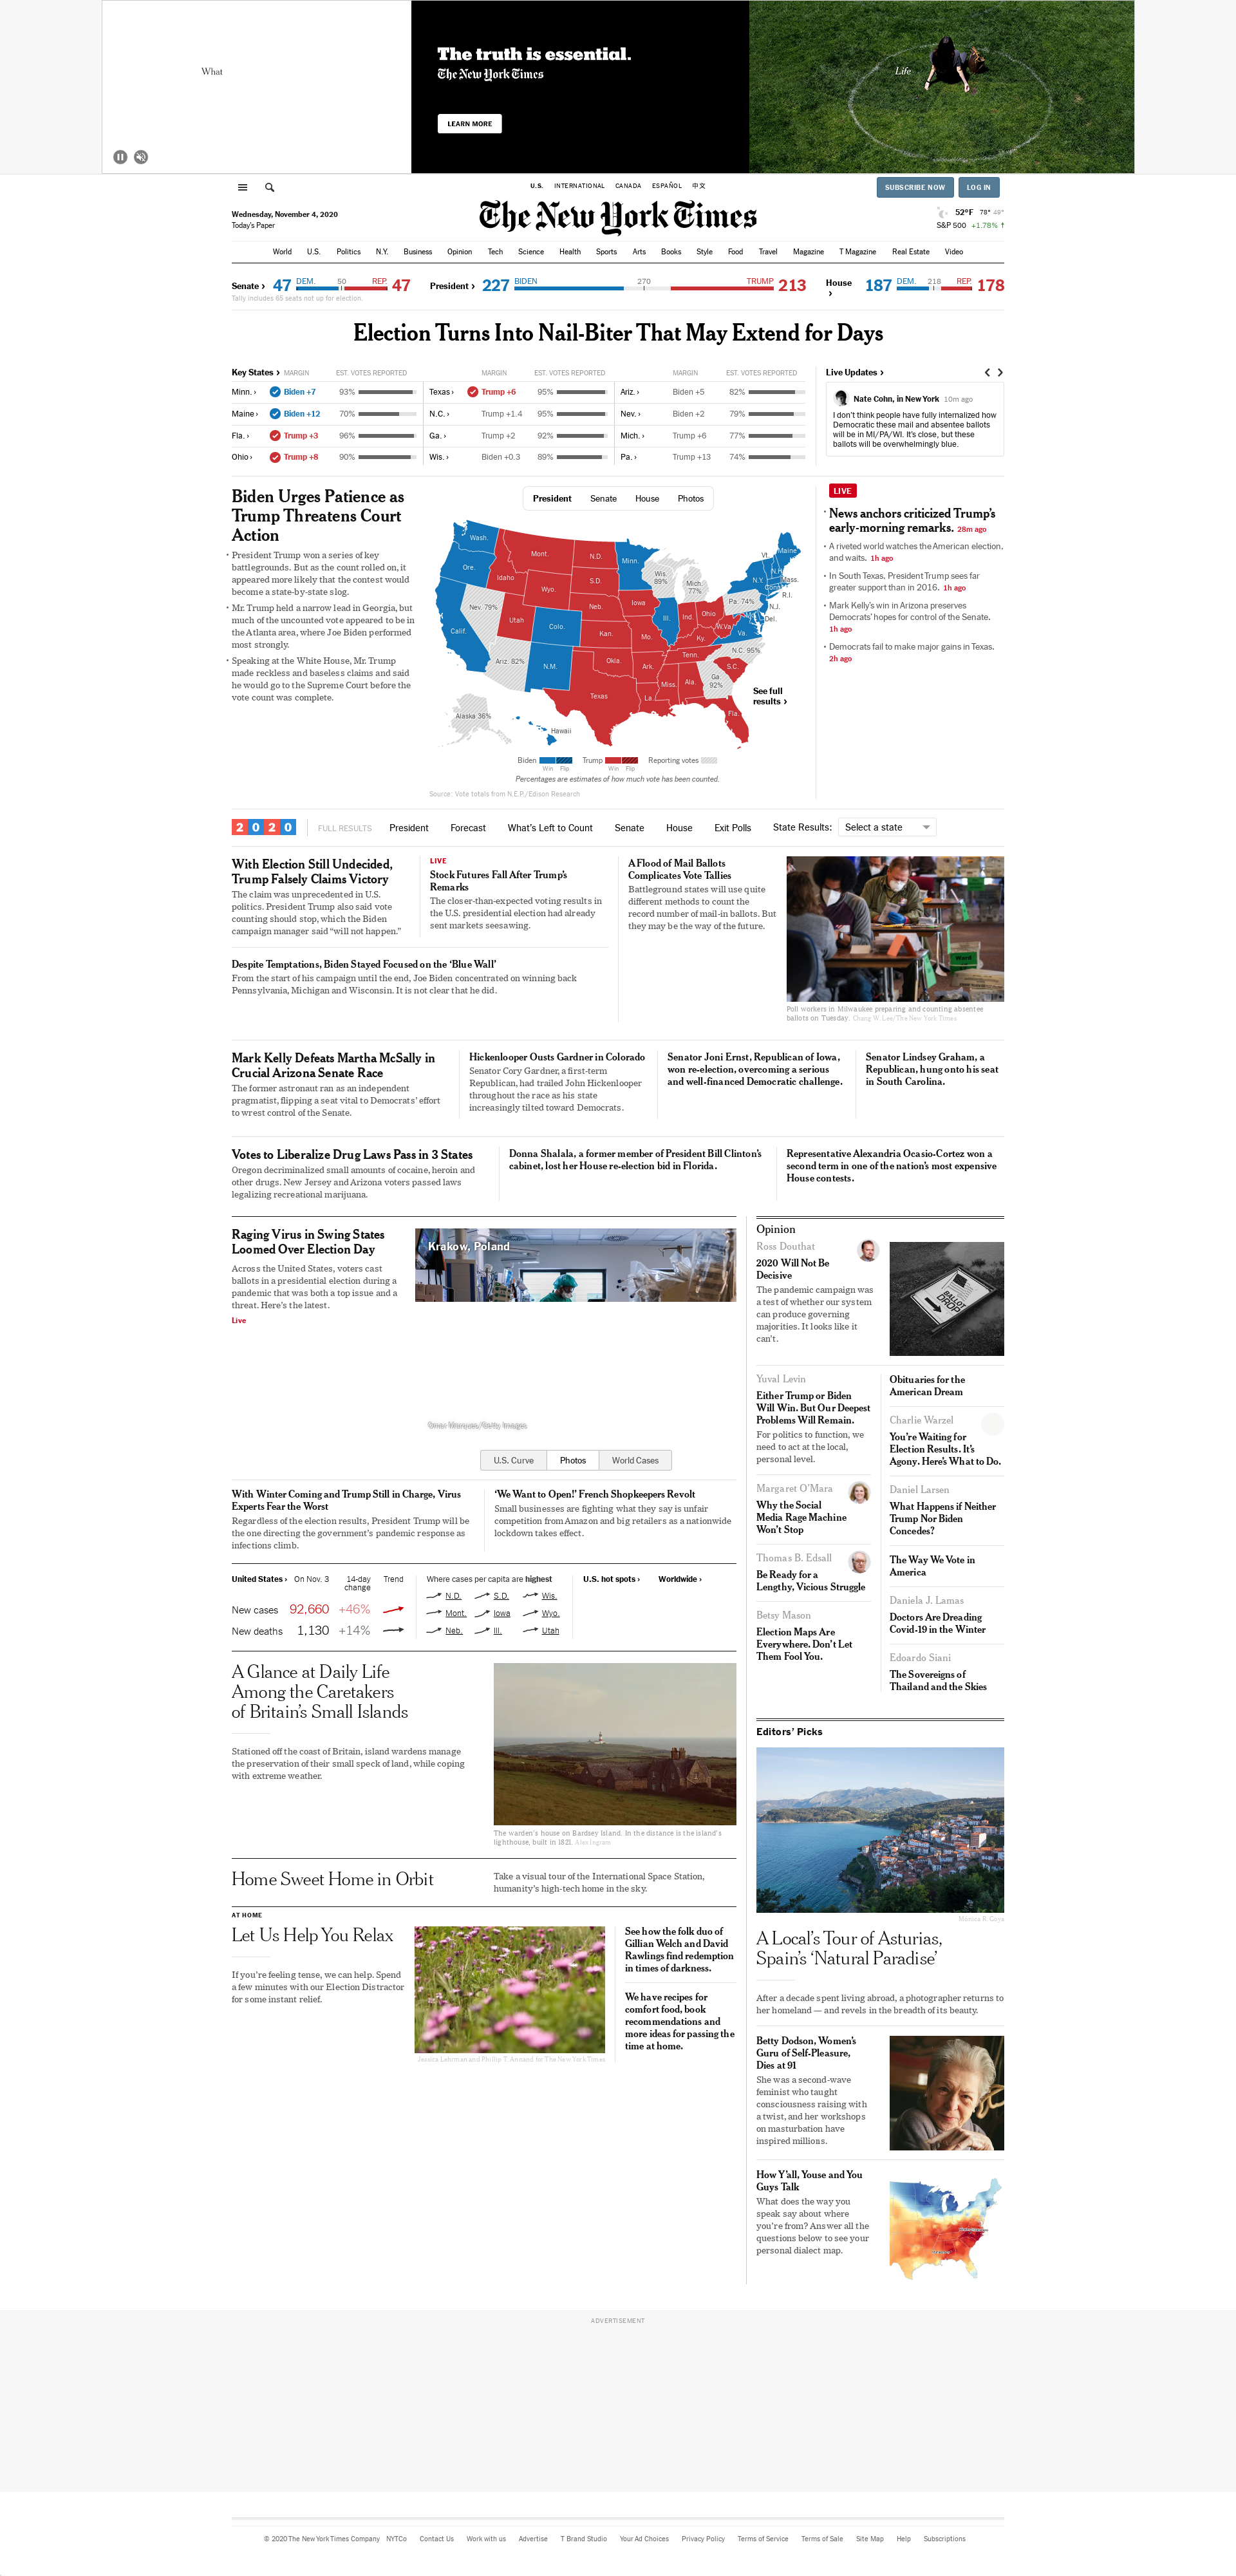 What
The truth is essential.
The New York Times
LEARN MORE
Life
U.S. INTERNATIONAL CANADA ESPAÑOL 中文
SUBSCRIBE NOW LOG IN
Wednesday, November 4, 2020
Today's Paper
The New York Times
52°F 78° 49°
S&P 500 +1.78% ↑
World U.S. Politics N.Y. Business Opinion Tech Science Health Sports Arts Books Style Food Travel Magazine T Magazine Real Estate Video
Senate › 47 DEM. 50 REP. 47
Tally includes 65 seats not up for election.
President › 227 BIDEN 270 TRUMP 213
House › 187 DEM. 218 REP. 178
Election Turns Into Nail-Biter That May Extend for Days
Key States › MARGIN EST. VOTES REPORTED MARGIN EST. VOTES REPORTED MARGIN EST. VOTES REPORTED
Minn. › Biden +7 93% Texas › Trump +6 95% Ariz. › Biden +5 82%
Maine › Biden +12 70% N.C. › Trump +1.4 95% Nev. › Biden +2 79%
Fla. › Trump +3 96% Ga. › Trump +2 92% Mich. › Trump +6 77%
Ohio › Trump +8 90% Wis. › Biden +0.3 89% Pa. › Trump +13 74%
Live Updates ›
Nate Cohn, in New York 10m ago
I don't think people have fully internalized how
Democratic these mail and absentee ballots
will be in MI/PA/WI. It's close, but these
ballots will be overwhelmingly blue.
Biden Urges Patience as
Trump Threatens Court
Action
• President Trump won a series of key
battlegrounds. But as the count rolled on, it
appeared more likely that the contest would
become a state-by-state slog.
• Mr. Trump held a narrow lead in Georgia, but
much of the uncounted vote appeared to be in
the Atlanta area, where Joe Biden performed
most strongly.
• Speaking at the White House, Mr. Trump
made reckless and baseless claims and said
he would go to the Supreme Court before the
vote count was complete.
President Senate House Photos
Wash.
Ore.
Calif.
Nev. 79%
Idaho
Mont.
Wyo.
Utah
Ariz. 82%
Colo.
N.M.
N.D.
S.D.
Neb.
Kan.
Okla.
Texas
Minn.
Iowa
Mo.
Ark.
La.
Wis.
89%
Ill.
Mich.
77%
Ind.
Ohio
Ky.
Tenn.
Miss.
Ala.
Ga
92%
Fla.
S.C.
N.C. 95%
Va.
W.Va.
Pa. 74%
N.Y.
Vt.
N.H.
Maine
Mass.
R.I.
Conn.
N.J.
Del.
Alaska 36%
Hawaii
See full
results ›
Biden Win Flip Trump Win Flip Reporting votes
Percentages are estimates of how much vote has been counted.
Source: Vote totals from N.E.P./Edison Research
LIVE
• News anchors criticized Trump's
early-morning remarks. 28m ago
• A riveted world watches the American election,
and waits. 1h ago
• In South Texas, President Trump sees far
greater support than in 2016. 1h ago
• Mark Kelly's win in Arizona preserves
Democrats' hopes for control of the Senate.
1h ago
• Democrats fail to make major gains in Texas.
2h ago
2020 FULL RESULTS President Forecast What's Left to Count Senate House Exit Polls State Results: Select a state
With Election Still Undecided,
Trump Falsely Claims Victory
The claim was unprecedented in U.S.
politics. President Trump also said vote
counting should stop, which the Biden
campaign manager said “will not happen.”
LIVE
Stock Futures Fall After Trump's
Remarks
The closer-than-expected voting results in
the U.S. presidential election had already
sent markets seesawing.
Despite Temptations, Biden Stayed Focused on the ‘Blue Wall’
From the start of his campaign until the end, Joe Biden concentrated on winning back
Pennsylvania, Michigan and Wisconsin. It is not clear that he did.
A Flood of Mail Ballots
Complicates Vote Tallies
Battleground states will use quite
different methods to count the
record number of mail-in ballots. But
they may be the way of the future.
Ward
Poll workers in Milwaukee preparing and counting absentee
ballots on Tuesday. Chang W. Lee/The New York Times
Mark Kelly Defeats Martha McSally in
Crucial Arizona Senate Race
The former astronaut ran as an independent
pragmatist, flipping a seat vital to Democrats' effort
to wrest control of the Senate.
Hickenlooper Ousts Gardner in Colorado
Senator Cory Gardner, a first-term
Republican, had trailed John Hickenlooper
throughout the race as his state
increasingly tilted toward Democrats.
Senator Joni Ernst, Republican of Iowa,
won re-election, overcoming a serious
and well-financed Democratic challenge.
Senator Lindsey Graham, a
Republican, hung onto his seat
in South Carolina.
Votes to Liberalize Drug Laws Pass in 3 States
Oregon decriminalized small amounts of cocaine, heroin and
other drugs. New Jersey and Arizona voters passed laws
legalizing recreational marijuana.
Donna Shalala, a former member of President Bill Clinton's
cabinet, lost her House re-election bid in Florida.
Representative Alexandria Ocasio-Cortez won a
second term in one of the nation's most expensive
House contests.
Raging Virus in Swing States
Loomed Over Election Day
Across the United States, voters cast
ballots in a presidential election during a
pandemic that was both a top issue and a
threat. Here's the latest.
Live
Krakow, Poland
Omar Marques/Getty Images
U.S. Curve Photos World Cases
With Winter Coming and Trump Still in Charge, Virus
Experts Fear the Worst
Regardless of the election results, President Trump will be
the one directing the government's pandemic response as
infections climb.
‘We Want to Open!’ French Shopkeepers Revolt
Small businesses are fighting what they say is unfair
competition from Amazon and big retailers as a nationwide
lockdown takes effect.
United States › On Nov. 3 14-day
change Trend
New cases 92,660 +46%
New deaths 1,130 +14%
Where cases per capita are highest
N.D. S.D. Wis.
Mont. Iowa Wyo.
Neb. Ill. Utah
U.S. hot spots › Worldwide ›
A Glance at Daily Life
Among the Caretakers
of Britain's Small Islands
Stationed off the coast of Britain, island wardens manage
the preservation of their small speck of land, while coping
with extreme weather.
The warden's house on Bardsey Island. In the distance is the island's
lighthouse, built in 1821. Alex Ingram
Home Sweet Home in Orbit
Take a visual tour of the International Space Station,
humanity's high-tech home in the sky.
AT HOME
Let Us Help You Relax
If you're feeling tense, we can help. Spend
a few minutes with our Election Distractor
for some instant relief.
Jessica Lehrman and Phillip T. Annand for The New York Times
See how the folk duo of
Gillian Welch and David
Rawlings find redemption
in times of darkness.
We have recipes for
comfort food, book
recommendations and
more ideas for passing the
time at home.
Opinion
Ross Douthat
2020 Will Not Be
Decisive
The pandemic campaign was
a test of whether our system
can produce governing
majorities. It looks like it
can't.
BALLOT
DROP
Yuval Levin
Either Trump or Biden
Will Win. But Our Deepest
Problems Will Remain.
For politics to function, we
need to act at the local,
personal level.
Margaret O'Mara
Why the Social
Media Rage Machine
Won't Stop
Thomas B. Edsall
Be Ready for a
Lengthy, Vicious Struggle
Betsy Mason
Election Maps Are
Everywhere. Don't Let
Them Fool You.
Obituaries for the
American Dream
Charlie Warzel
You're Waiting for
Election Results. It's
Agony. Here's What to Do.
Daniel Larsen
What Happens if Neither
Trump Nor Biden
Concedes?
The Way We Vote in
America
Daniela J. Lamas
Doctors Are Dreading
Covid-19 in the Winter
Edoardo Siani
The Sovereigns of
Thailand and the Skies
Editors' Picks
Monica R. Goya
A Local's Tour of Asturias,
Spain's ‘Natural Paradise’
After a decade spent living abroad, a photographer returns to
her homeland — and revels in the breadth of its beauty.
Betty Dodson, Women's
Guru of Self-Pleasure,
Dies at 91
She was a second-wave
feminist who taught
consciousness raising with
a twist, and her workshops
on masturbation have
inspired millions.
How Y'all, Youse and You
Guys Talk
What does the way you
speak say about where
you're from? Answer all the
questions below to see your
personal dialect map.
ADVERTISEMENT
© 2020 The New York Times Company NYTCo Contact Us Work with us Advertise T Brand Studio Your Ad Choices Privacy Policy Terms of Service Terms of Sale Site Map Help Subscriptions